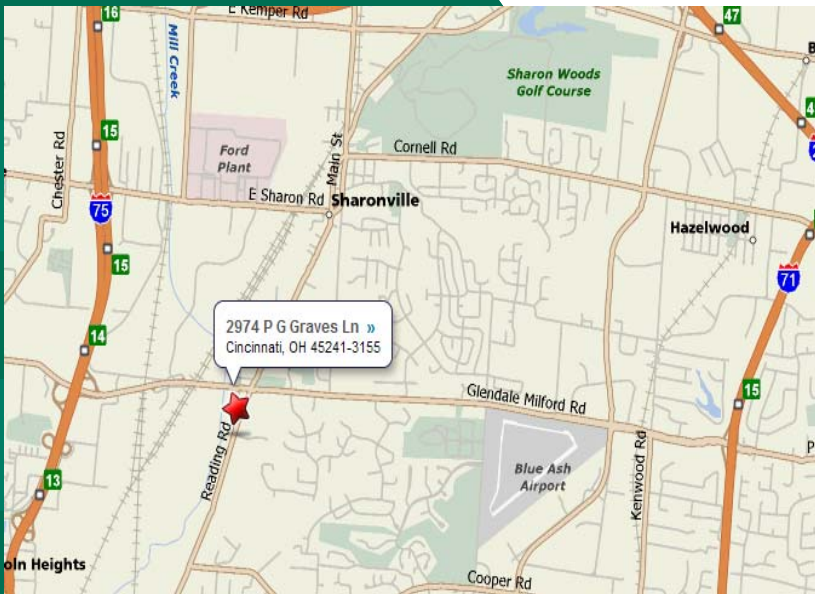 16
E Kemper Rd
47
Mill Creek
Sharon Woods
Golf Course
Chester Rd
15
Ford
Plant
Main St
Cornell Rd
E Sharon Rd
Sharonville
75
Hazelwood
15
71
14
2974 P G Graves Ln »
Cincinnati, OH 45241-3155
Glendale Milford Rd
15
Reading Rd
Blue Ash
Airport
Kenwood Rd
13
oln Heights
Cooper Rd